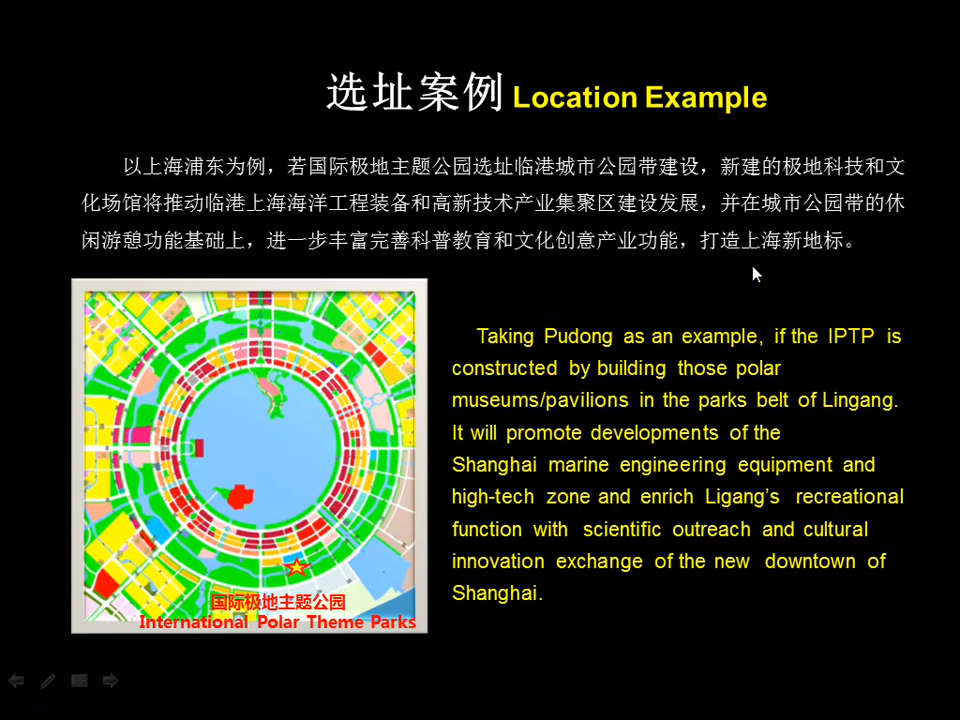 选址案例 Location Example
以上海浦东为例，若国际极地主题公园选址临港城市公园带建设，新建的极地科技和文
化场馆将推动临港上海海洋工程装备和高新技术产业集聚区建设发展，并在城市公园带的休
闲游憩功能基础上，进一步丰富完善科普教育和文化创意产业功能，打造上海新地标。
Taking Pudong as an example, if the IPTP is
constructed by building those polar
museums/pavilions in the parks belt of Lingang.
It will promote developments of the
Shanghai marine engineering equipment and
high-tech zone and enrich Ligang's recreational
function with scientific outreach and cultural
innovation exchange of the new downtown of
Shanghai.
国际极地主题公园
International Polar Theme Parks